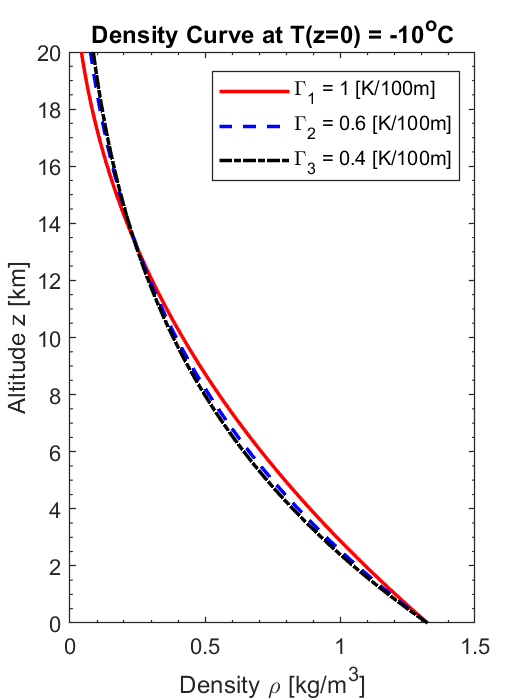 Density Curve at T(z=0) = -10°C
Γ₁ = 1 [K/100m]
Γ₂ = 0.6 [K/100m]
Γ₃ = 0.4 [K/100m]
20
18
16
14
12
10
8
6
4
2
0
Altitude z [km]
0 0.5 1 1.5
Density ρ [kg/m³]